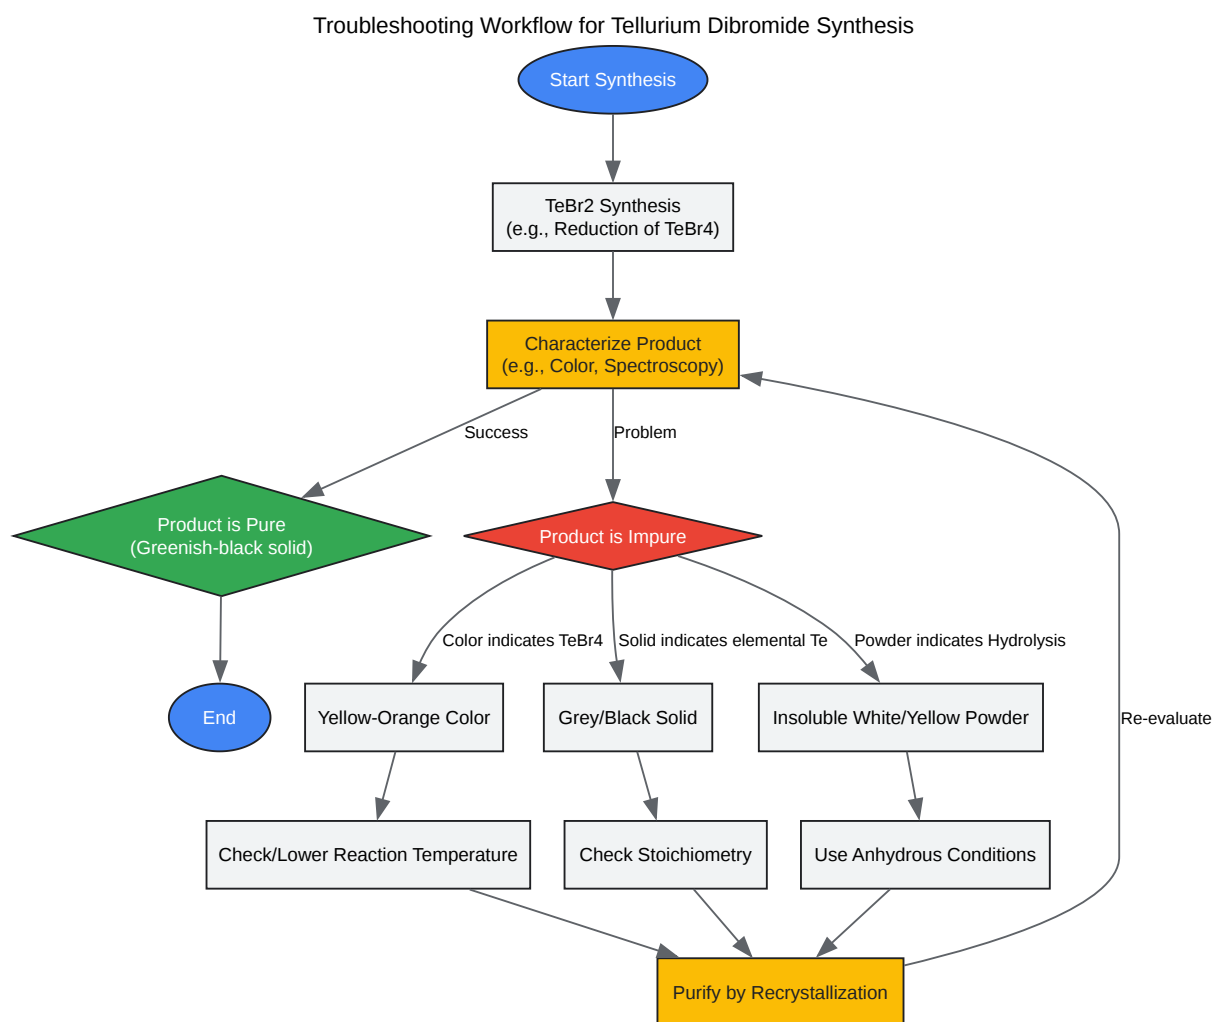 Troubleshooting Workflow for Tellurium Dibromide Synthesis
Start Synthesis
TeBr2 Synthesis
(e.g., Reduction of TeBr4)
Characterize Product
(e.g., Color, Spectroscopy)
Success
Problem
Product is Pure
(Greenish-black solid)
Product is Impure
Color indicates TeBr4
Solid indicates elemental Te
Powder indicates Hydrolysis
End
Yellow-Orange Color
Grey/Black Solid
Insoluble White/Yellow Powder
Re-evaluate
Check/Lower Reaction Temperature
Check Stoichiometry
Use Anhydrous Conditions
Purify by Recrystallization